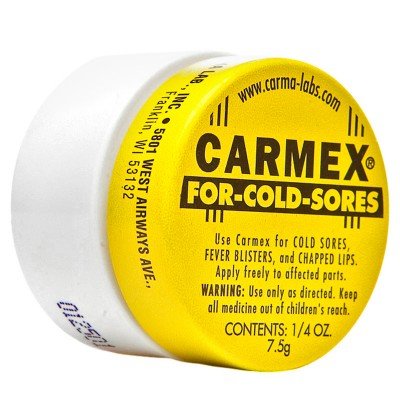 www.carma-labs.com
CARMEX®
FOR-COLD-SORES
Use Carmex for COLD SORES,
FEVER BLISTERS, and CHAPPED LIPS.
Apply freely to affected parts.
WARNING: Use only as directed. Keep
all medicine out of children's reach.
CONTENTS: 1/4 OZ.
7.5g
LAB, INC. • 5801 WEST AIRWAYS AVE.,
Franklin, WI
53132